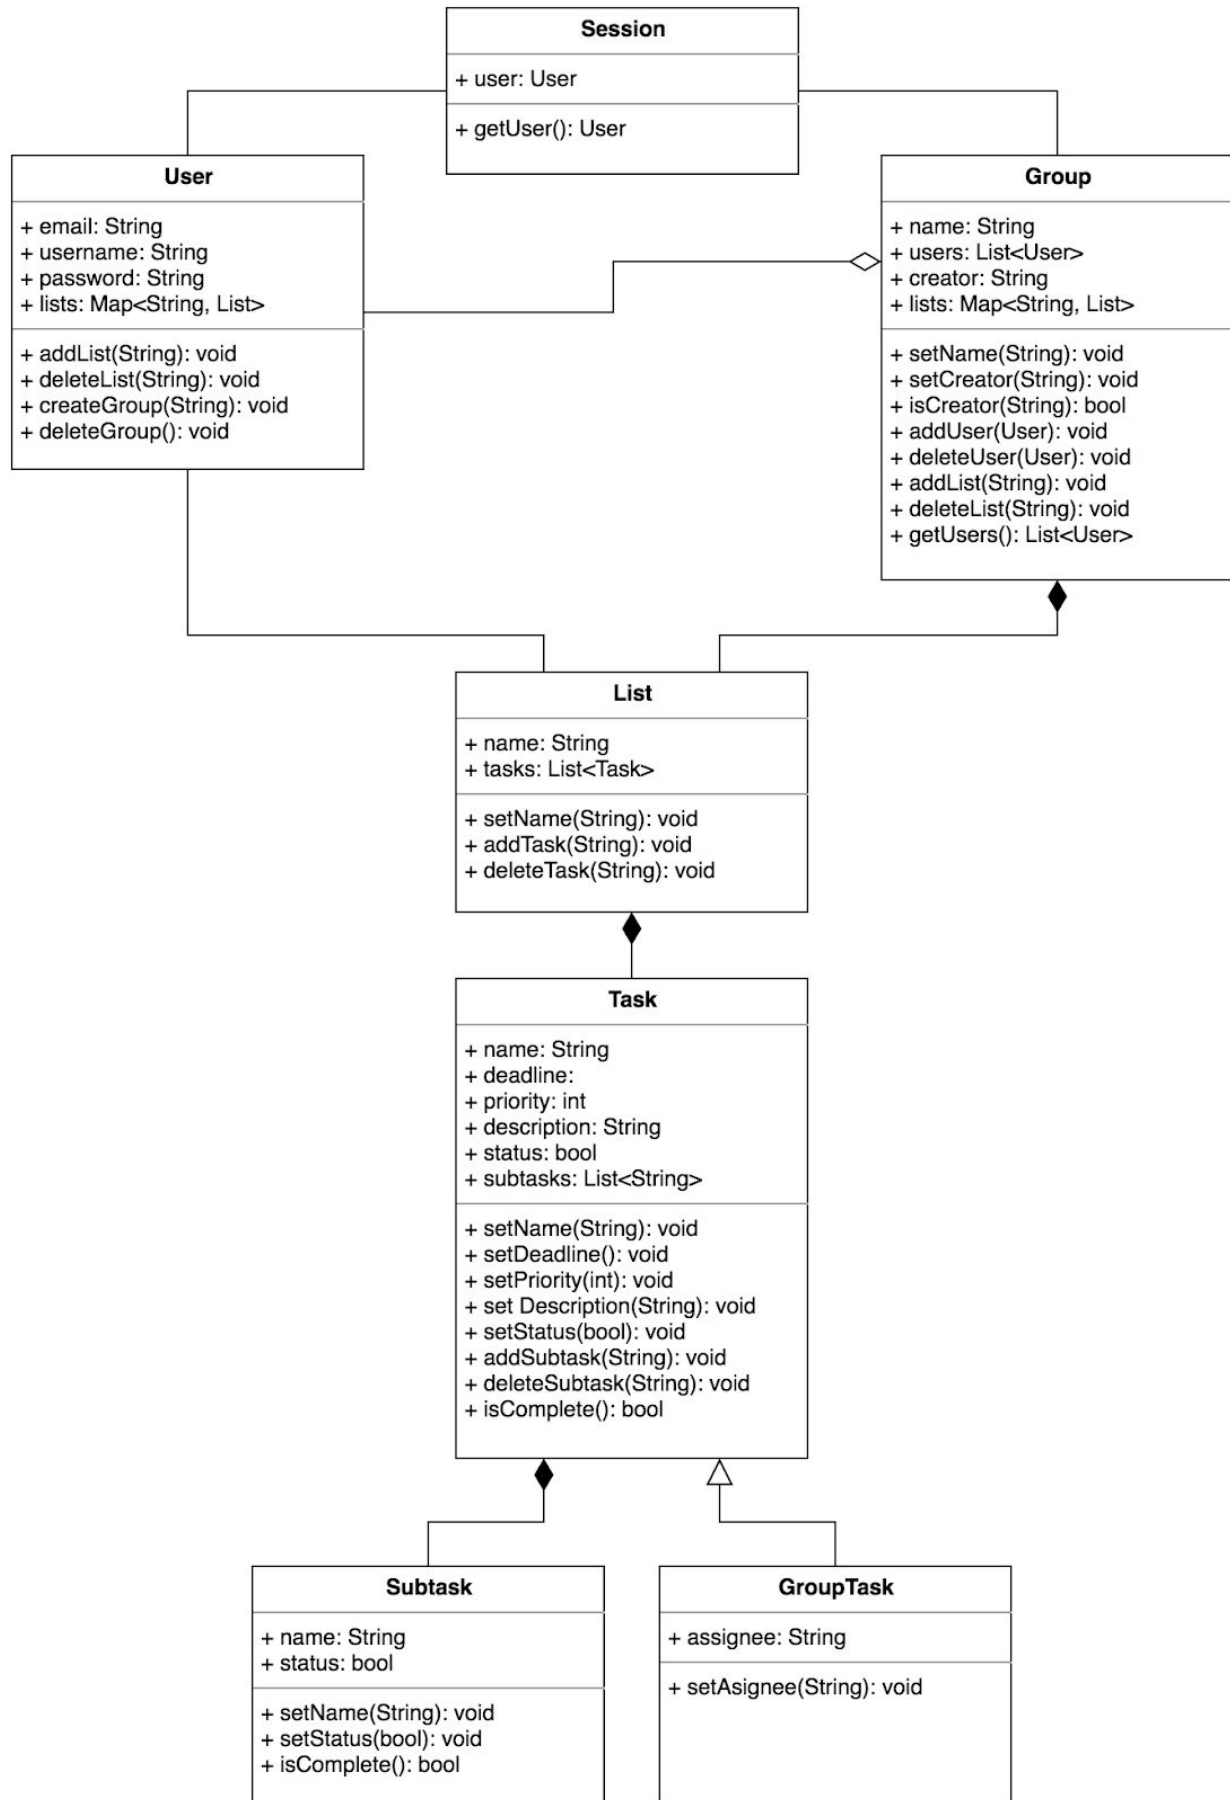 Session
+ user: User
+ getUser(): User
User
+ email: String
+ username: String
+ password: String
+ lists: Map<String, List>
+ addList(String): void
+ deleteList(String): void
+ createGroup(String): void
+ deleteGroup(): void
Group
+ name: String
+ users: List<User>
+ creator: String
+ lists: Map<String, List>
+ setName(String): void
+ setCreator(String): void
+ isCreator(String): bool
+ addUser(User): void
+ deleteUser(User): void
+ addList(String): void
+ deleteList(String): void
+ getUsers(): List<User>
List
+ name: String
+ tasks: List<Task>
+ setName(String): void
+ addTask(String): void
+ deleteTask(String): void
Task
+ name: String
+ deadline:
+ priority: int
+ description: String
+ status: bool
+ subtasks: List<String>
+ setName(String): void
+ setDeadline(): void
+ setPriority(int): void
+ set Description(String): void
+ setStatus(bool): void
+ addSubtask(String): void
+ deleteSubtask(String): void
+ isComplete(): bool
Subtask
+ name: String
+ status: bool
+ setName(String): void
+ setStatus(bool): void
+ isComplete(): bool
GroupTask
+ assignee: String
+ setAsignee(String): void